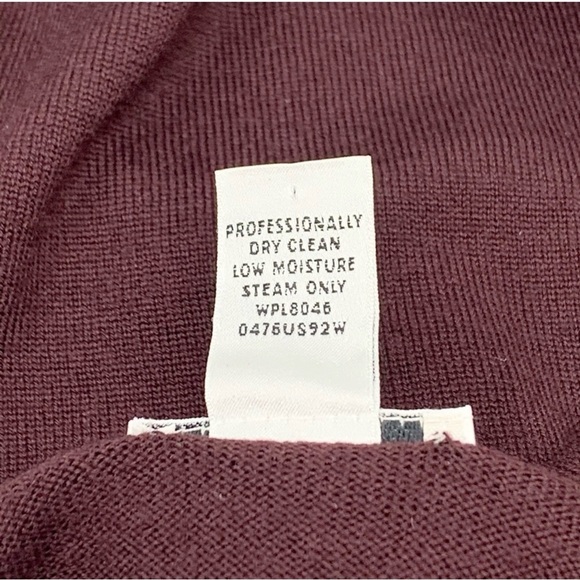 PROFESSIONALLY
DRY CLEAN
LOW MOISTURE
STEAM ONLY
WPL8046
0476US92W